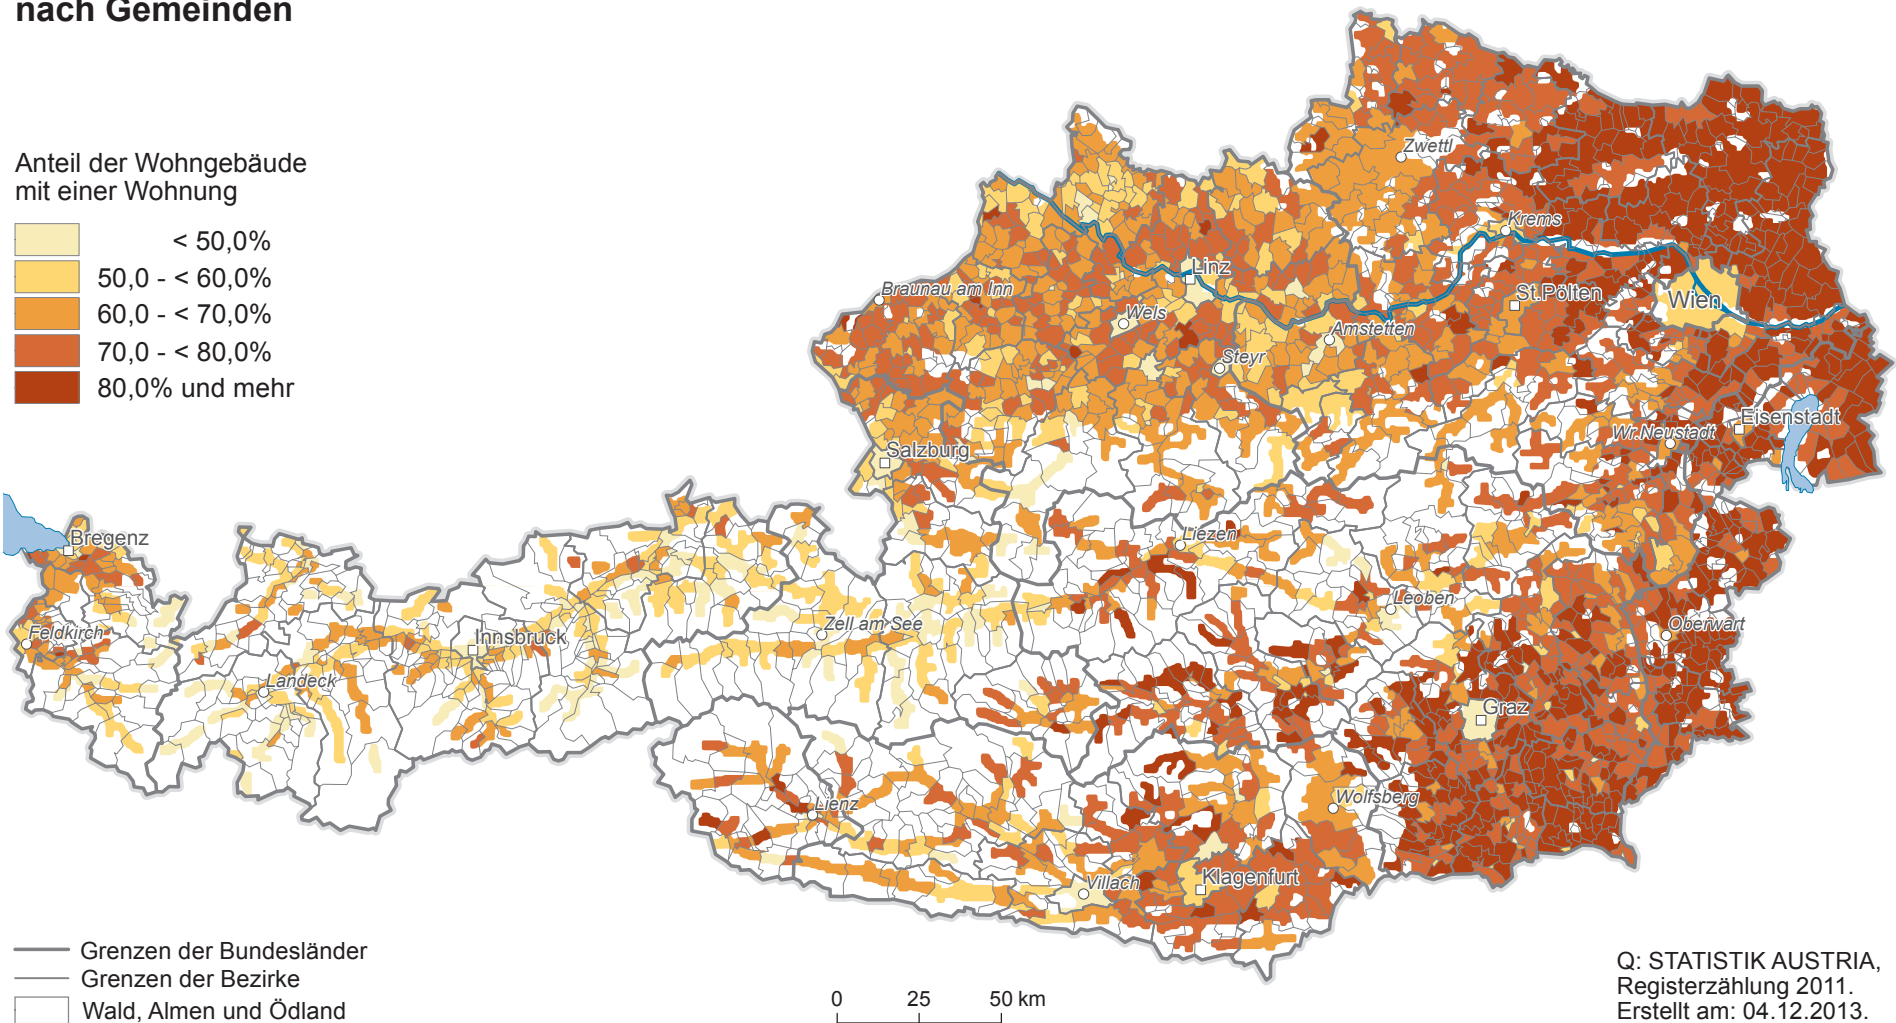 nach Gemeinden
Anteil der Wohngebäude
mit einer Wohnung
< 50,0%
50,0 - < 60,0%
60,0 - < 70,0%
70,0 - < 80,0%
80,0% und mehr
Zwettl
Krems
Linz
Braunau am Inn
St.Pölten
Wien
Wels
Amstetten
Steyr
Eisenstadt
Wr.Neustadt
Salzburg
Bregenz
Liezen
Leoben
Feldkirch
Innsbruck
Zell am See
Oberwart
Landeck
Graz
Lienz
Wolfsberg
Villach
Klagenfurt
Grenzen der Bundesländer
Grenzen der Bezirke
Wald, Almen und Ödland
0 25 50 km
Q: STATISTIK AUSTRIA,
Registerzählung 2011.
Erstellt am: 04.12.2013.